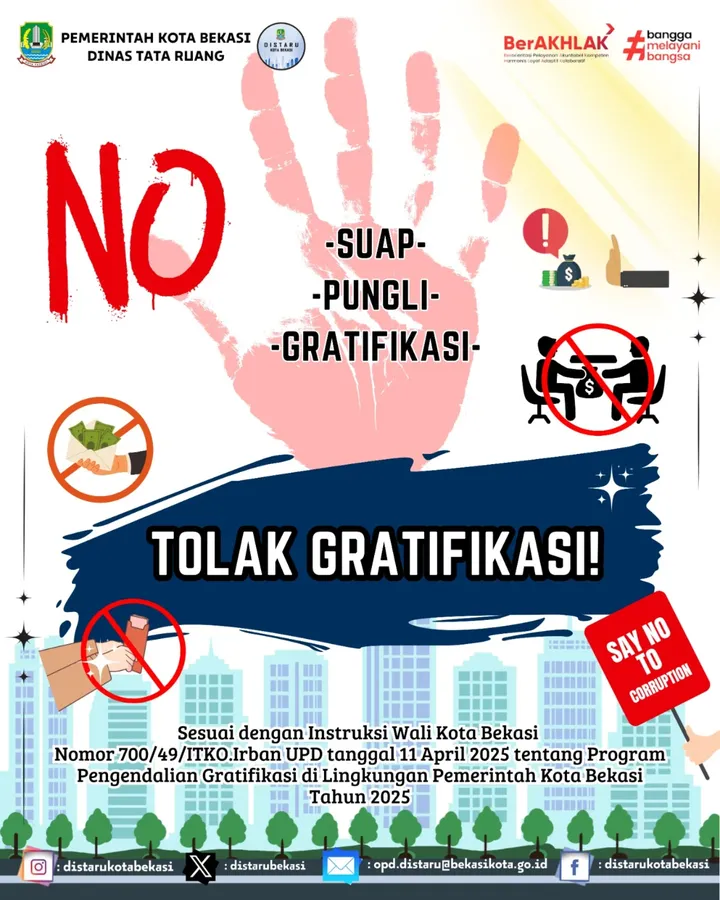 PEMERINTAH KOTA BEKASI
DINAS TATA RUANG
DISTARU
BerAKHLAK
#bangga
melayani
bangsa
NO
-SUAP-
-PUNGLI-
-GRATIFIKASI-
TOLAK GRATIFIKASI!
SAY NO
TO
CORRUPTION
Sesuai dengan Instruksi Wali Kota Bekasi
Nomor 700/49/ITKO.Irban UPD tanggal 11 April 2025 tentang Program
Pengendalian Gratifikasi di Lingkungan Pemerintah Kota Bekasi
Tahun 2025
: distarukotabekasi
: distarubekasi
: opd.distaru@bekasikota.go.id
: distarukotabekasi